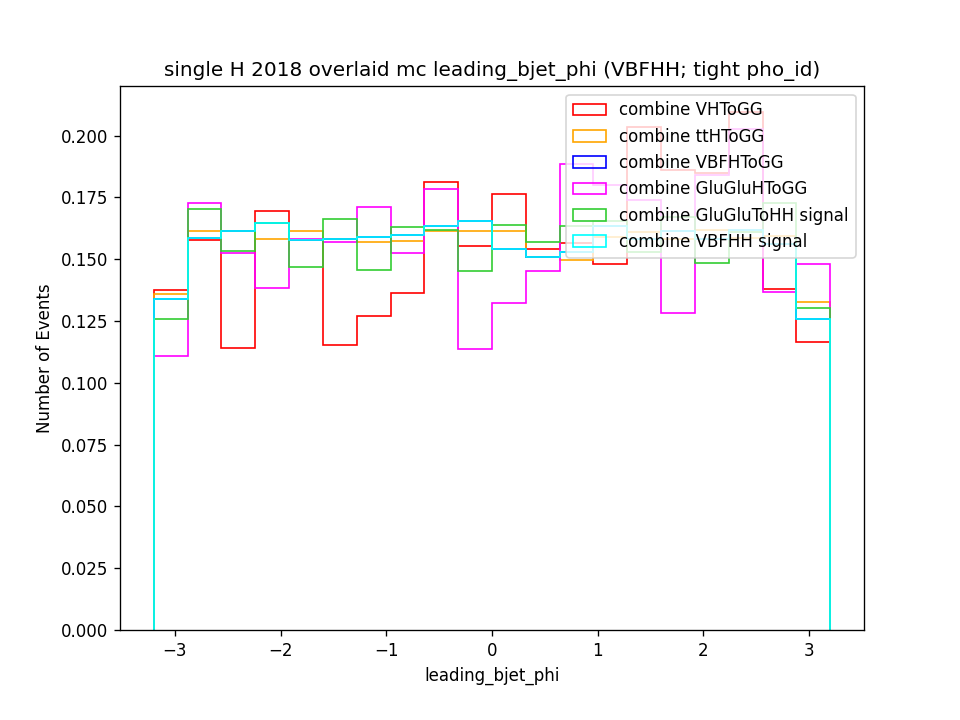 single H 2018 overlaid mc leading_bjet_phi (VBFHH; tight pho_id)
combine VHToGG
combine ttHToGG
combine VBFHToGG
combine GluGluHToGG
combine GluGluToHH signal
combine VBFHH signal
Number of Events
0.200
0.175
0.150
0.125
0.100
0.075
0.050
0.025
0.000
−3 −2 −1 0 1 2 3
leading_bjet_phi